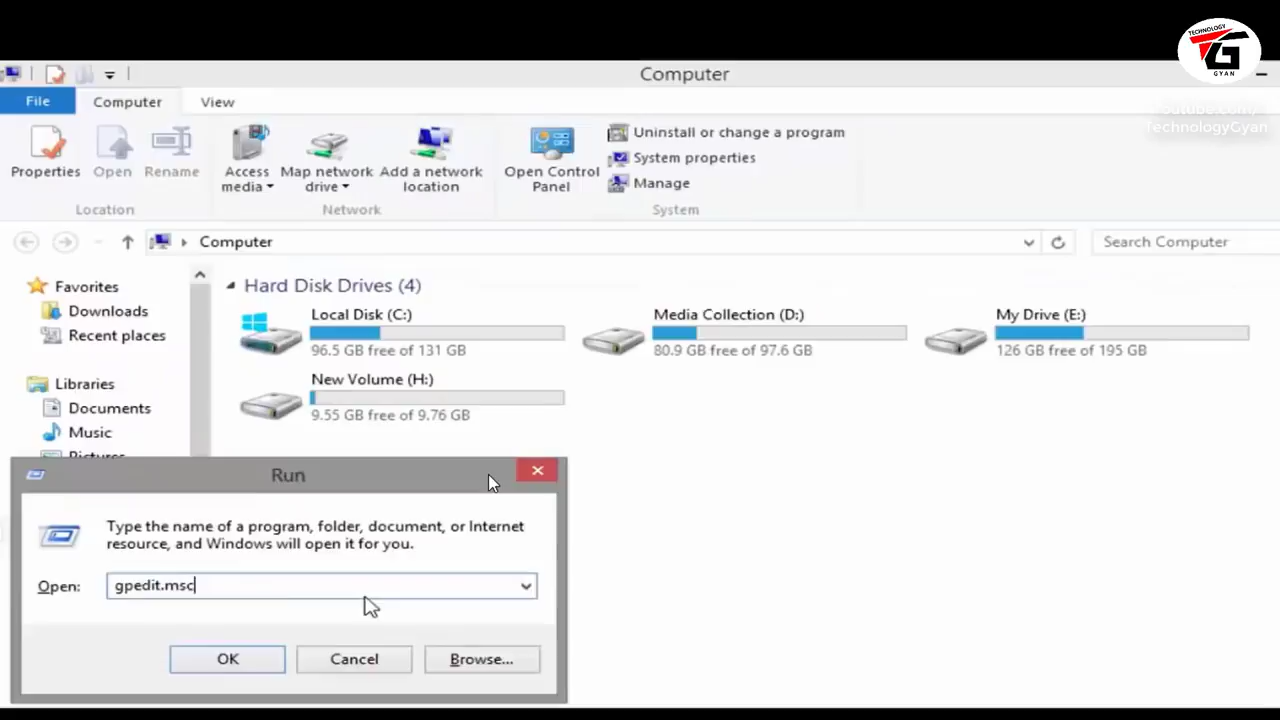 TECHNOLOGY
TG
GYAN
Youtube.com/
TechnologyGyan
Computer
File
Computer
View
Properties
Open
Rename
Location
Access media
Map network drive
Add a network location
Network
Open Control Panel
Uninstall or change a program
System properties
Manage
System
Computer
Search Computer
Favorites
Downloads
Recent places
Libraries
Documents
Music
Pictures
Hard Disk Drives (4)
Local Disk (C:)
96.5 GB free of 131 GB
Media Collection (D:)
80.9 GB free of 97.6 GB
My Drive (E:)
126 GB free of 195 GB
New Volume (H:)
9.55 GB free of 9.76 GB
Run
Type the name of a program, folder, document, or Internet
resource, and Windows will open it for you.
Open:
gpedit.msc
OK
Cancel
Browse...